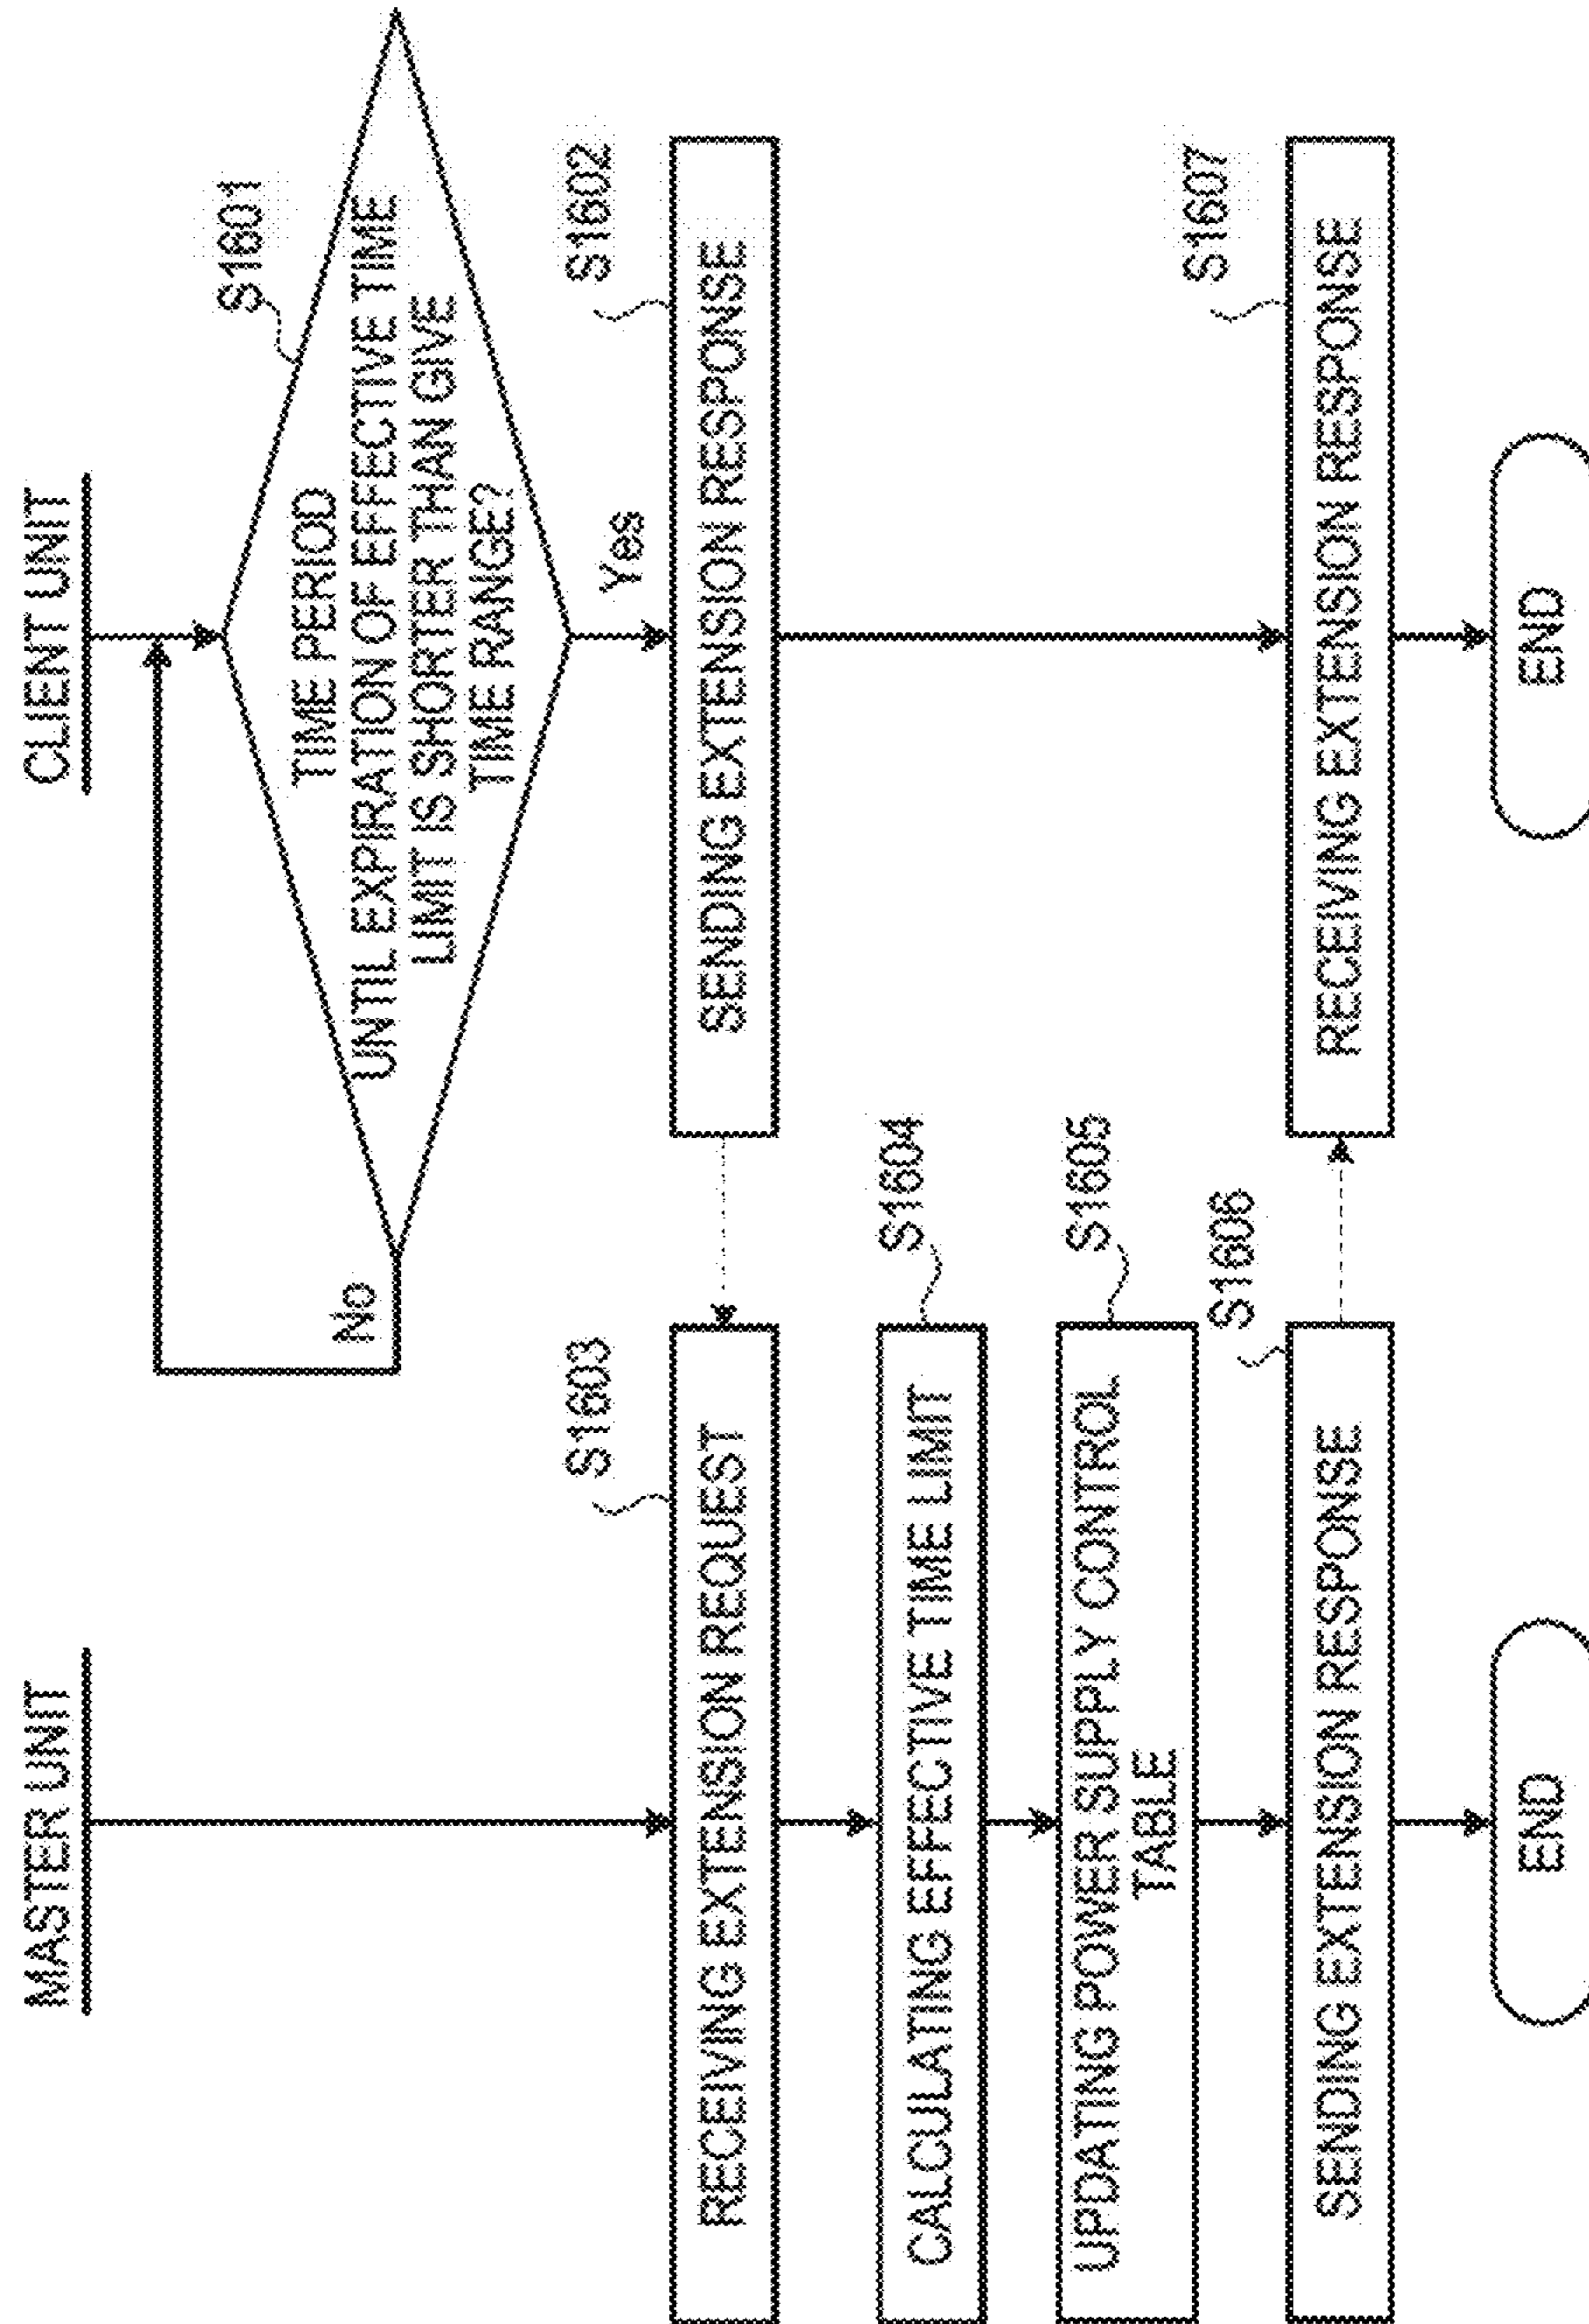 MASTER UNIT
CLIENT UNIT
S1601
TIME PERIOD
UNTIL EXPIRATION OF EFFECTIVE TIME
LIMIT IS SHORTER THAN GIVE
TIME RANGE?
No
Yes
S1602
SENDING EXTENSION RESPONSE
S1603
RECEIVING EXTENSION REQUEST
S1604
CALCULATING EFFECTIVE TIME LIMIT
S1605
UPDATING POWER SUPPLY CONTROL
TABLE
S1606
SENDING EXTENSION RESPONSE
S1607
RECEIVING EXTENSION RESPONSE
END
END